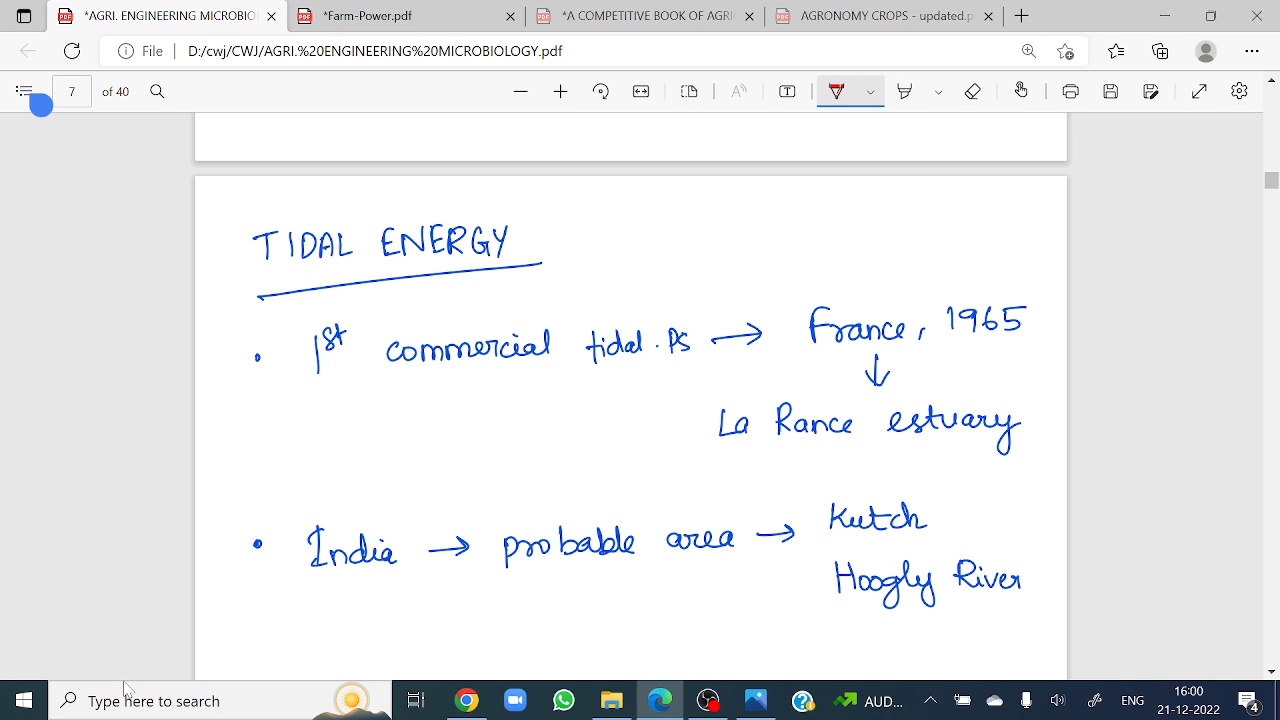 *AGRI. ENGINEERING MICROBIO
*Farm-Power.pdf
*A COMPETITIVE BOOK OF AGRI
AGRONOMY CROPS - updated.p
File
D:/cwj/CWJ/AGRI.%20ENGINEERING%20MICROBIOLOGY.pdf
7
of 40
TIDAL ENERGY
• 1st commercial tidal. PS → France, 1965
↓
La Rance estuary
• India → probable area → Kutch
Hoogly River
Type here to search
AUD...
ENG
16:00
21-12-2022
4